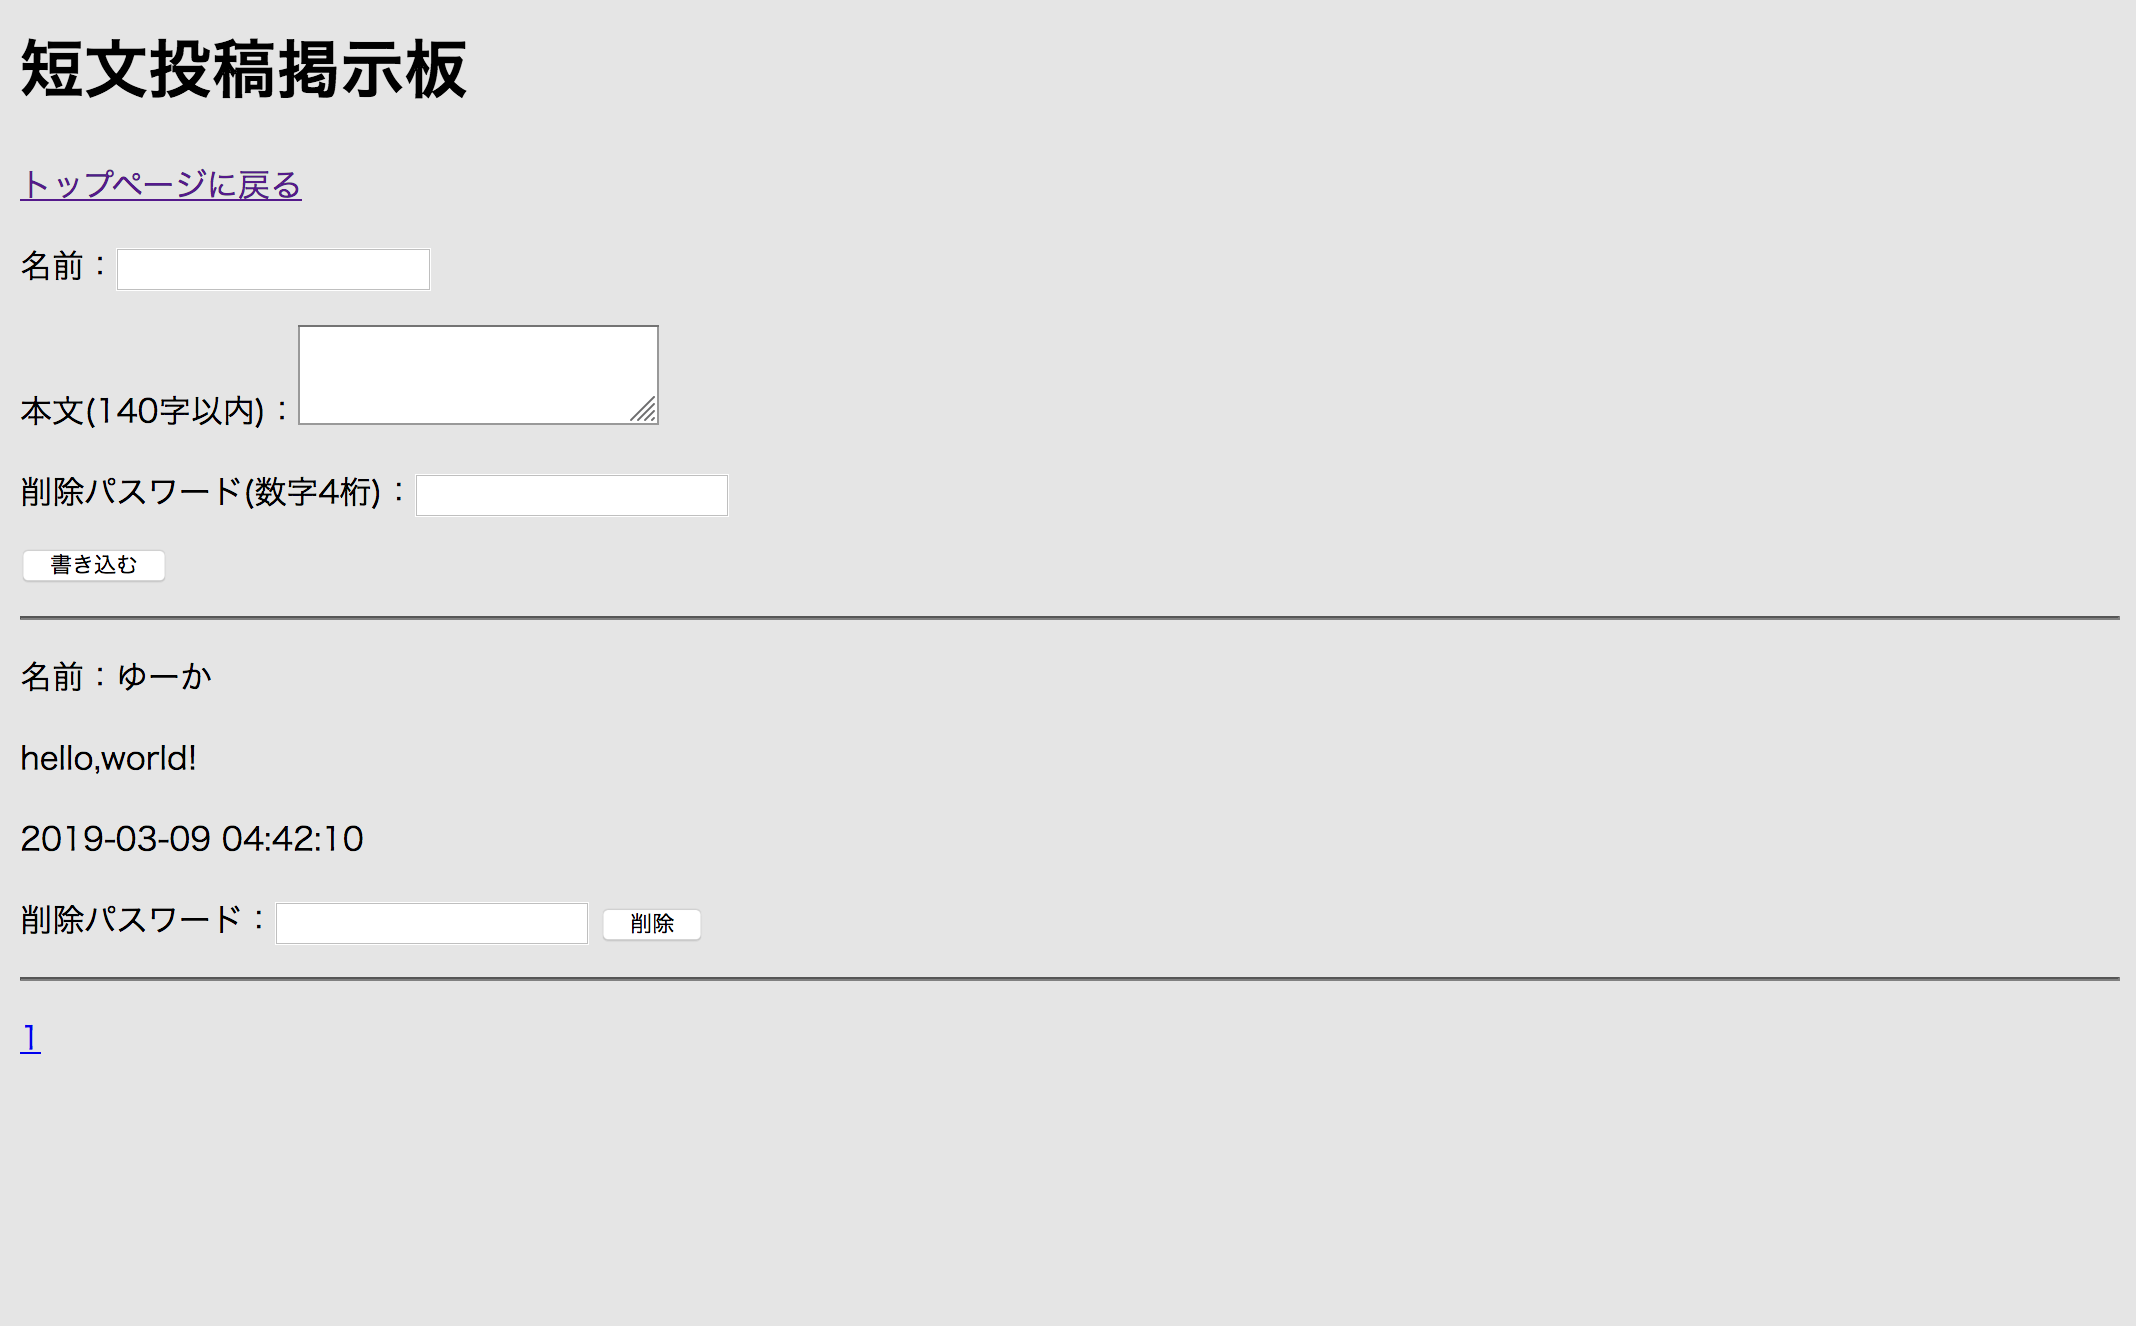 短文投稿掲示板
トップページに戻る
名前：
本文(140字以内)：
削除パスワード(数字4桁)：
書き込む
名前：ゆーか
hello,world!
2019-03-09 04:42:10
削除パスワード： 削除
1